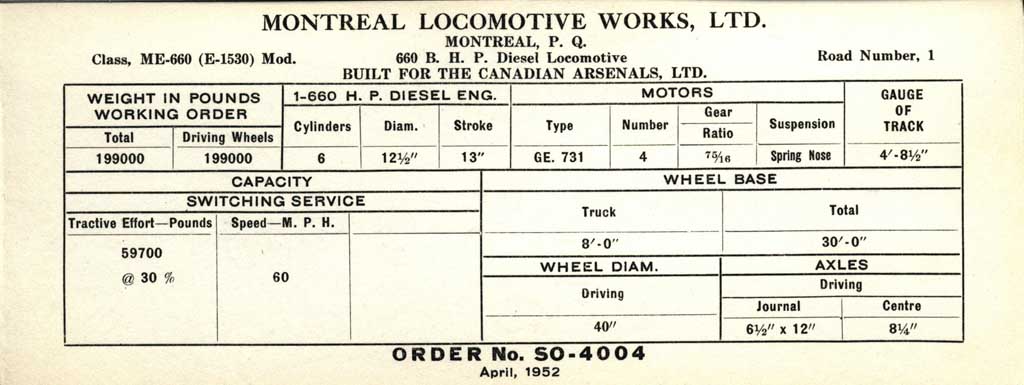 MONTREAL LOCOMOTIVE WORKS, LTD.
MONTREAL, P. Q.
Class, ME-660 (E-1530) Mod. 660 B. H. P. Diesel Locomotive Road Number, 1
BUILT FOR THE CANADIAN ARSENALS, LTD.
WEIGHT IN POUNDS WORKING ORDER 1-660 H. P. DIESEL ENG. MOTORS GAUGE OF TRACK
Total Driving Wheels Cylinders Diam. Stroke Type Number Gear Ratio Suspension
199000 199000 6 12½" 13" GE. 731 4 75/16 Spring Nose 4'-8½"
CAPACITY WHEEL BASE
SWITCHING SERVICE
Tractive Effort—Pounds Speed—M. P. H. Truck Total
59700 8'-0" 30'-0"
@ 30 % 60
WHEEL DIAM. AXLES
Driving Driving
Journal Centre
40" 6½" x 12" 8¼"
ORDER No. SO-4004
April, 1952